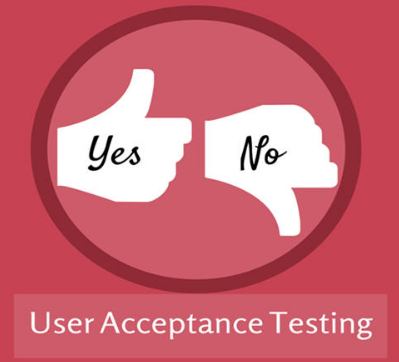 Yes No
User Acceptance Testing